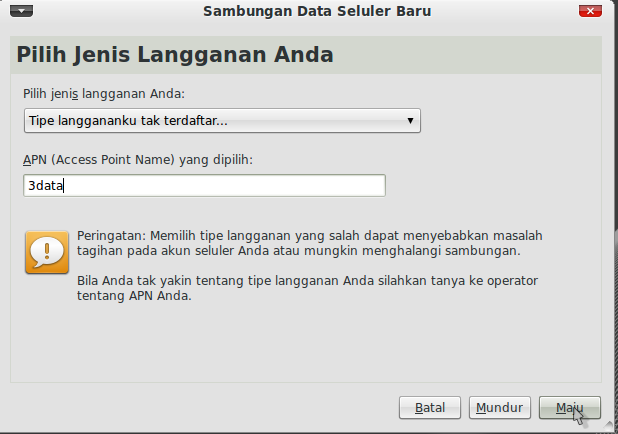 Sambungan Data Seluler Baru
Pilih Jenis Langganan Anda
Pilih jenis langganan Anda:
Tipe langgananku tak terdaftar...
APN (Access Point Name) yang dipilih:
3data
Peringatan: Memilih tipe langganan yang salah dapat menyebabkan masalah
tagihan pada akun seluler Anda atau mungkin menghalangi sambungan.
Bila Anda tak yakin tentang tipe langganan Anda silahkan tanya ke operator
tentang APN Anda.
Batal Mundur Maju